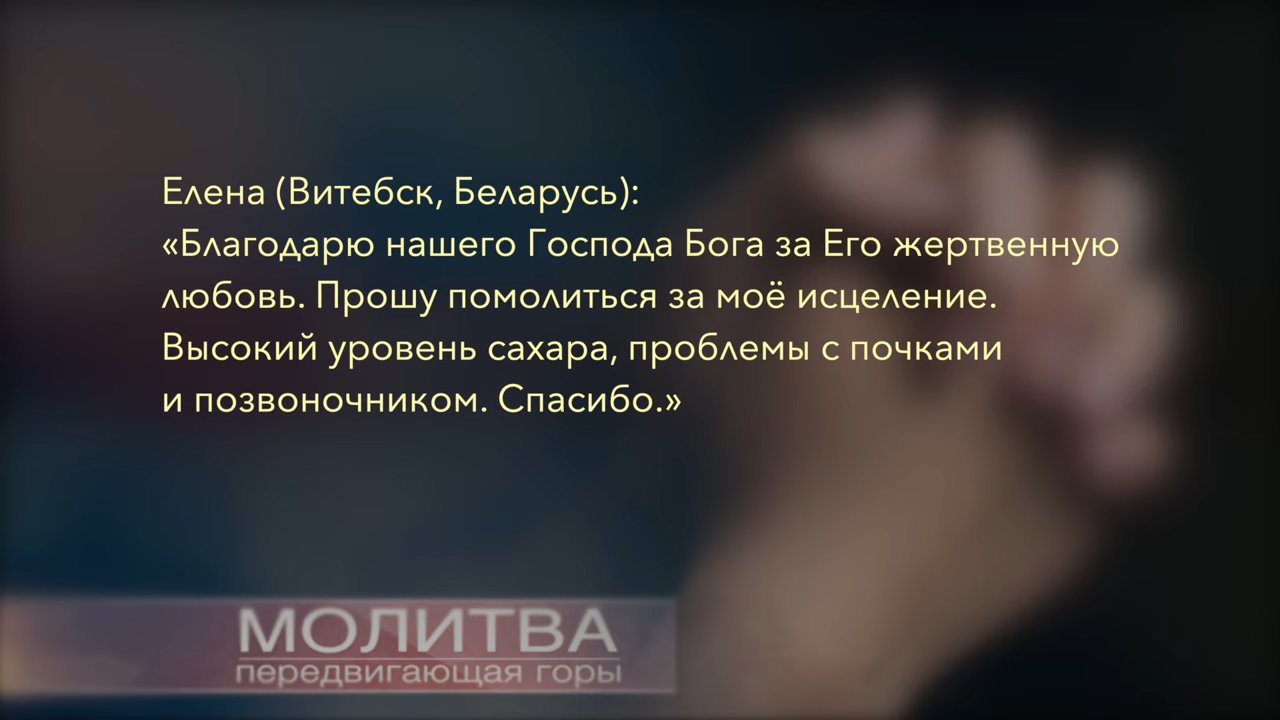 Елена (Витебск, Беларусь):
«Благодарю нашего Господа Бога за Его жертвенную
любовь. Прошу помолиться за моё исцеление.
Высокий уровень сахара, проблемы с почками
и позвоночником. Спасибо.»
МОЛИТВА
передвигающая горы